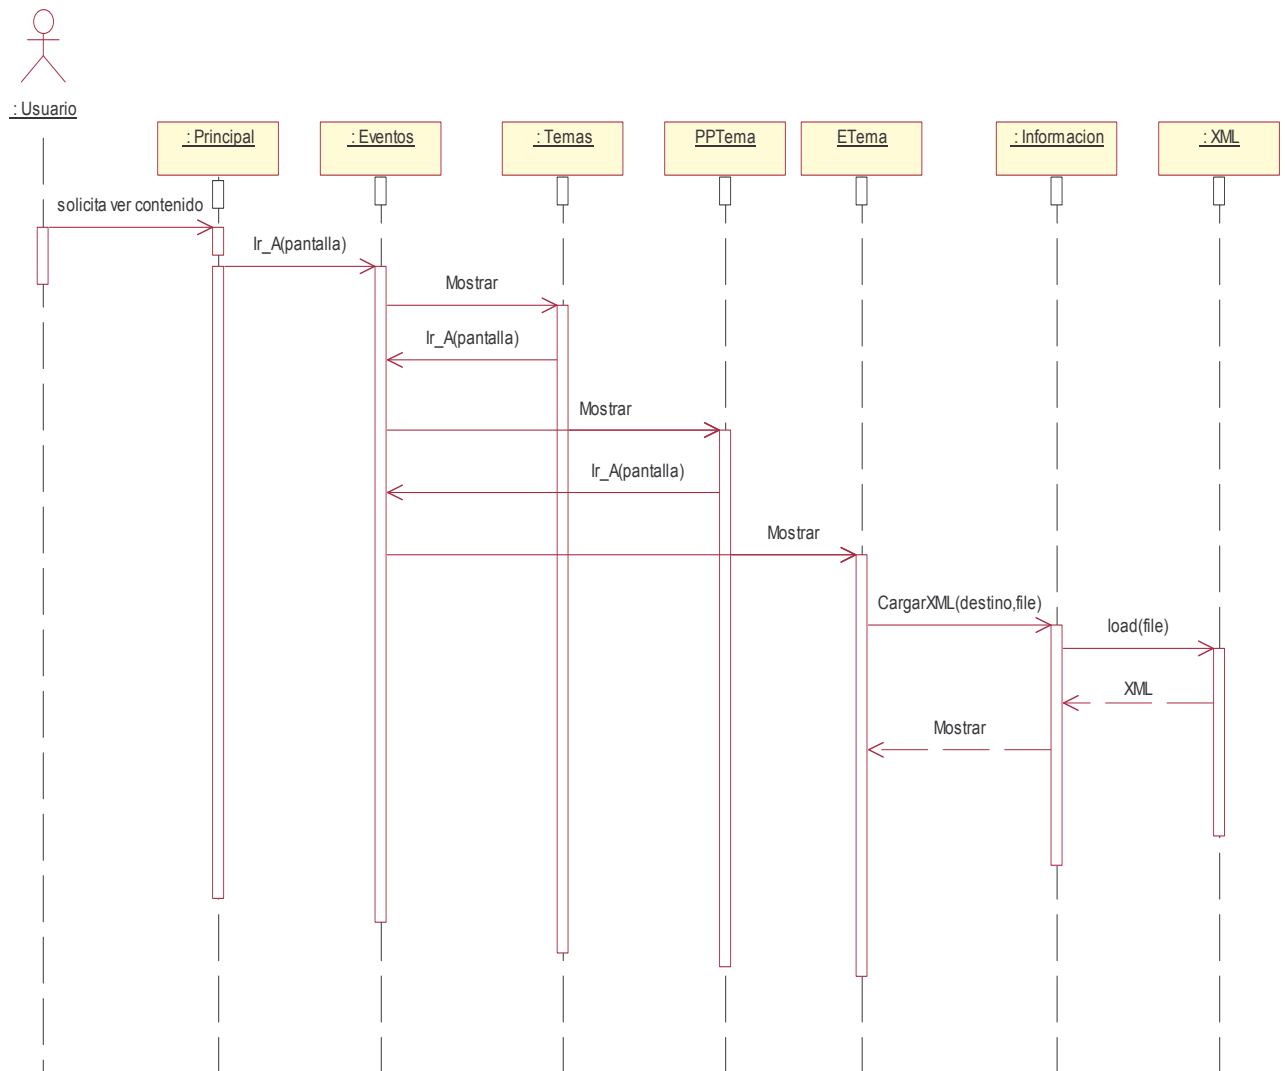 : Usuario
: Principal
: Eventos
: Temas
PPTema
ETema
: Informacion
: XML
solicita ver contenido
Ir_A(pantalla)
Mostrar
Ir_A(pantalla)
Mostrar
Ir_A(pantalla)
Mostrar
CargarXML(destino,file)
load(file)
XML
Mostrar